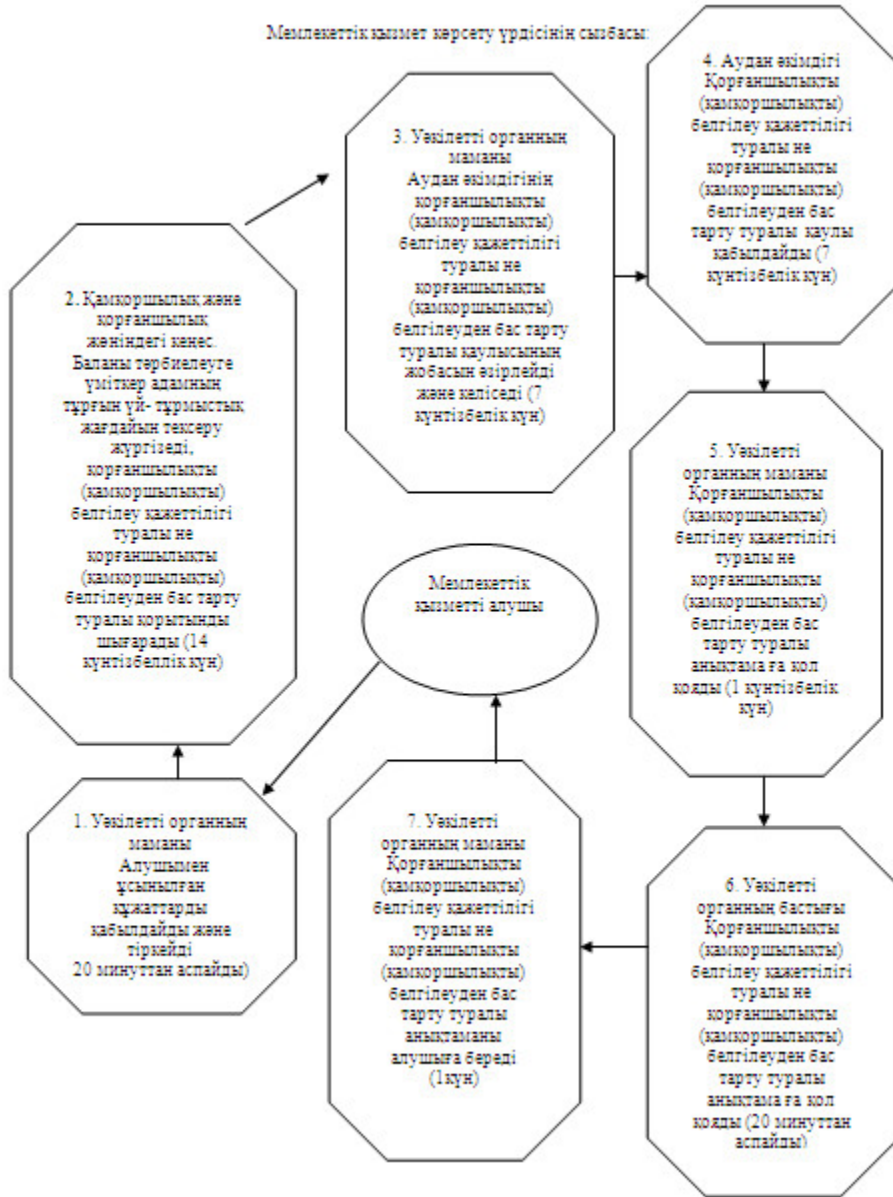 Мемлекеттік қызмет көрсету үрдісінің сызбасы:
1. Уәкілетті органның
маманы
Алушымен
ұсынылған
құжаттарды
қабылдайды және
тіркейді
20 минуттан аспайды)
2. Қамқоршылық және
қорғаншылық
жөніндегі кенес.
Баланы тәрбиелеуге
үміткер адамның
тұрғын үй- тұрмыстық
жағдайын тексеру
жүргізеді,
қорғаншылықты
(қамқоршылықты)
белгілеу қажеттілігі
туралы не
қорғаншылықты
(қамқоршылықты)
белгілеуден бас тарту
туралы қорытынды
шығарады (14
күнтізбеллік күн)
3. Уәкілетті органның
маманы
Аудан әкімдігінің
қорғаншылықты
(қамқоршылықты)
белгілеу қажеттілігі
туралы не
қорғаншылықты
(қамқоршылықты)
белгілеуден бас тарту
туралы қаулысының
жобасын әзірлейді
және келіседі (7
күнтізбелік күн)
4. Аудан әкімдігі
Қорғаншылықты
(қамқоршылықты)
белгілеу қажеттілігі
туралы не
қорғаншылықты
(қамқоршылықты)
белгілеуден бас
тарту туралы қаулы
қабылдайды (7
күнтізбелік күн)
5. Уәкілетті
органның маманы
Қорғаншылықты
(қамқоршылықты)
белгілеу қажеттілігі
туралы не
қорғаншылықты
(қамқоршылықты)
белгілеуден бас
тарту туралы
анықтама ға қол
қояды (1 күнтізбелік
күн)
6. Уәкілетті
органның бастығы
Қорғаншылықты
(қамқоршылықты)
белгілеу қажеттілігі
туралы не
қорғаншылықты
(қамқоршылықты)
белгілеуден бас
тарту туралы
анықтама ға қол
қояды (20 минуттан
аспайды)
7. Уәкілетті
органның маманы
Қорғаншылықты
(қамқоршылықты)
белгілеу қажеттілігі
туралы не
қорғаншылықты
(қамқоршылықты)
белгілеуден бас
тарту туралы
анықтаманы
алушыға береді
(1күн)
Мемлекеттік
қызметті алушы